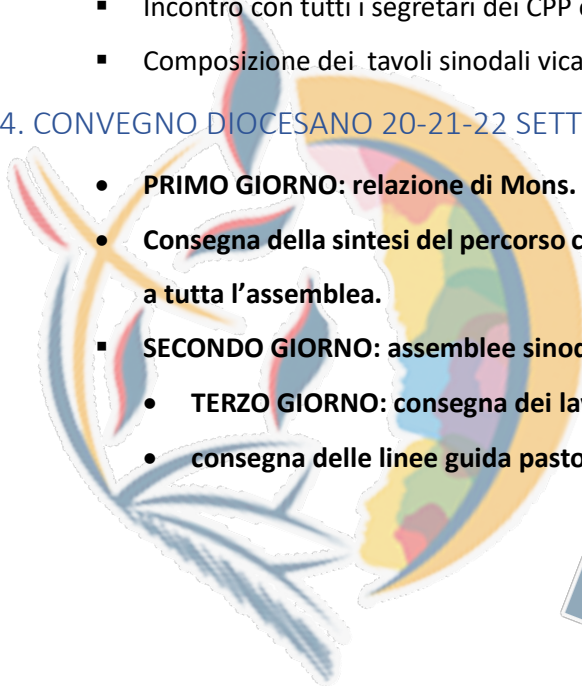 ▪ Incontro con tutti i segretari dei CPP
▪ Composizione dei tavoli sinodali vica
4. CONVEGNO DIOCESANO 20-21-22 SETT
• PRIMO GIORNO: relazione di Mons.
• Consegna della sintesi del percorso c
a tutta l'assemblea.
▪ SECONDO GIORNO: assemblee sinod
• TERZO GIORNO: consegna dei la
• consegna delle linee guida pasto